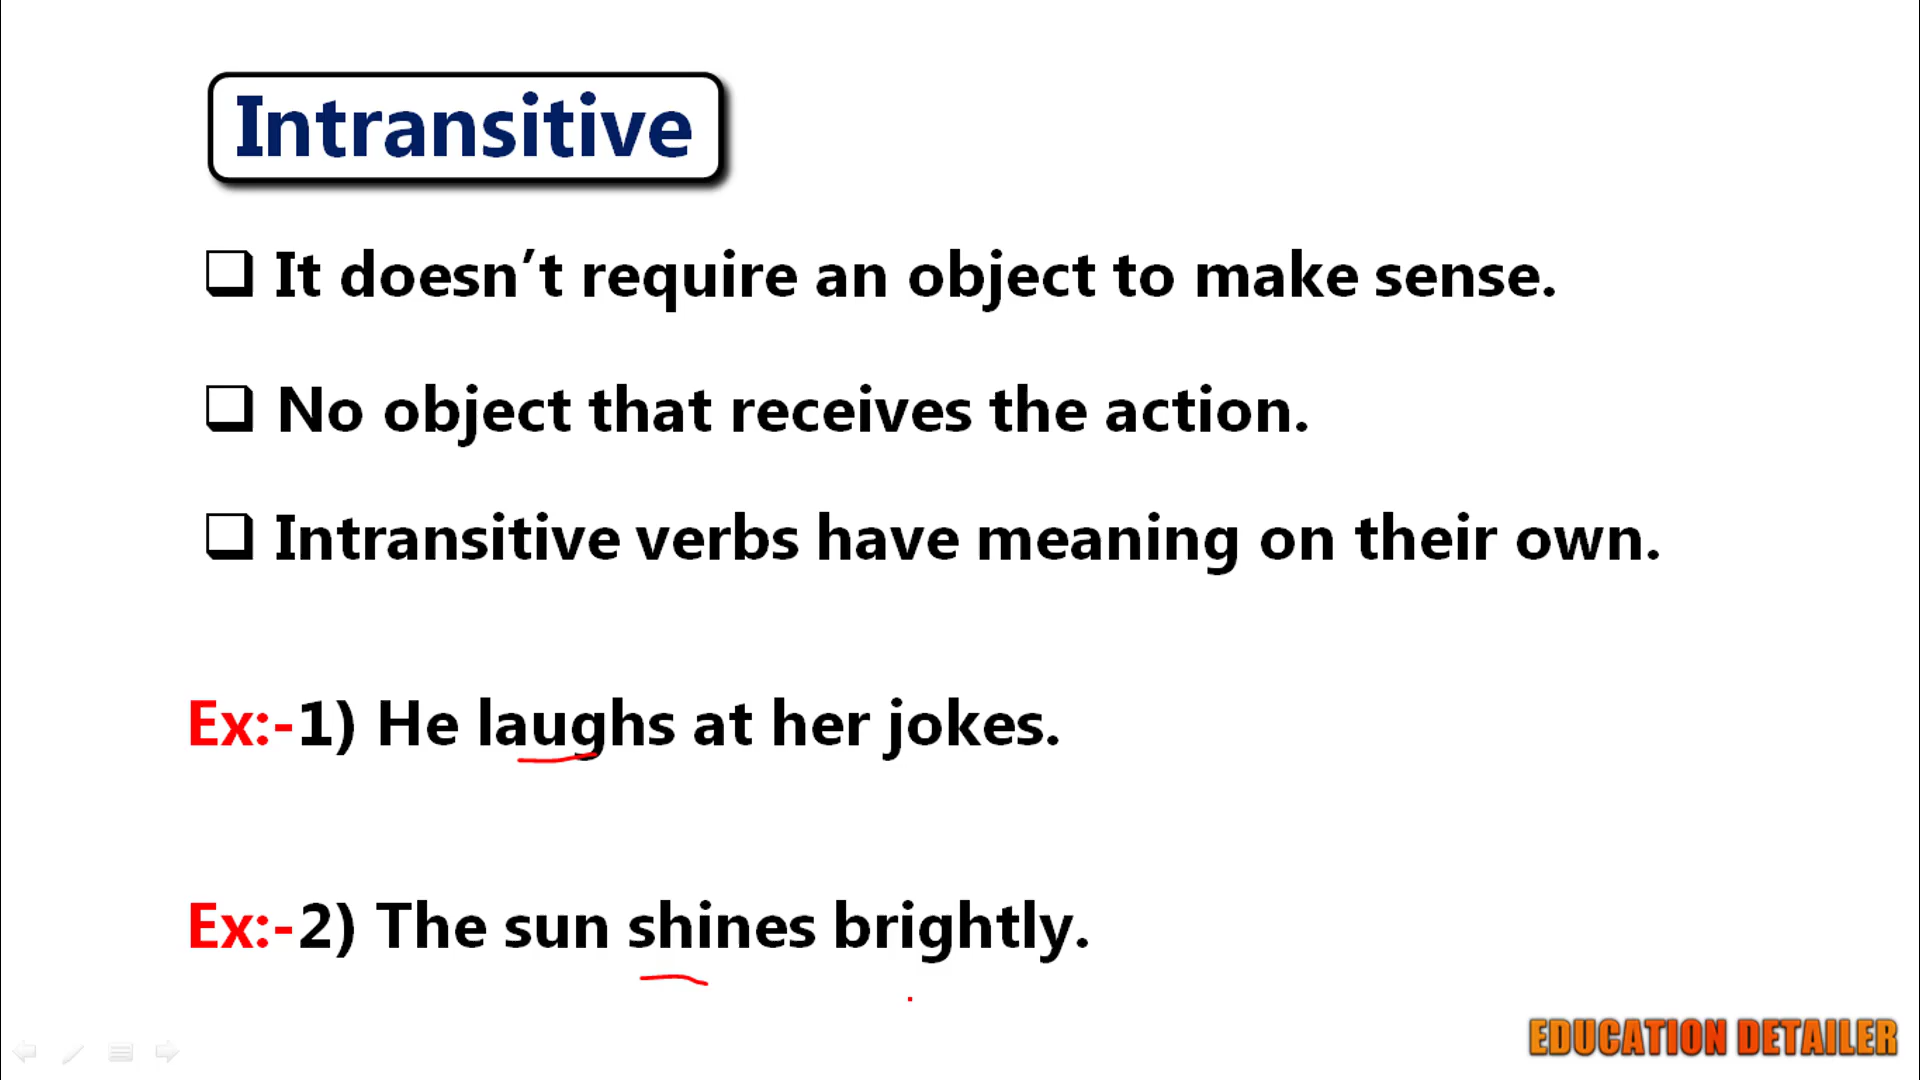 Intransitive
It doesn’t require an object to make sense.
No object that receives the action.
Intransitive verbs have meaning on their own.
Ex:-1) He laughs at her jokes.
Ex:-2) The sun shines brightly.
EDUCATION DETAILER